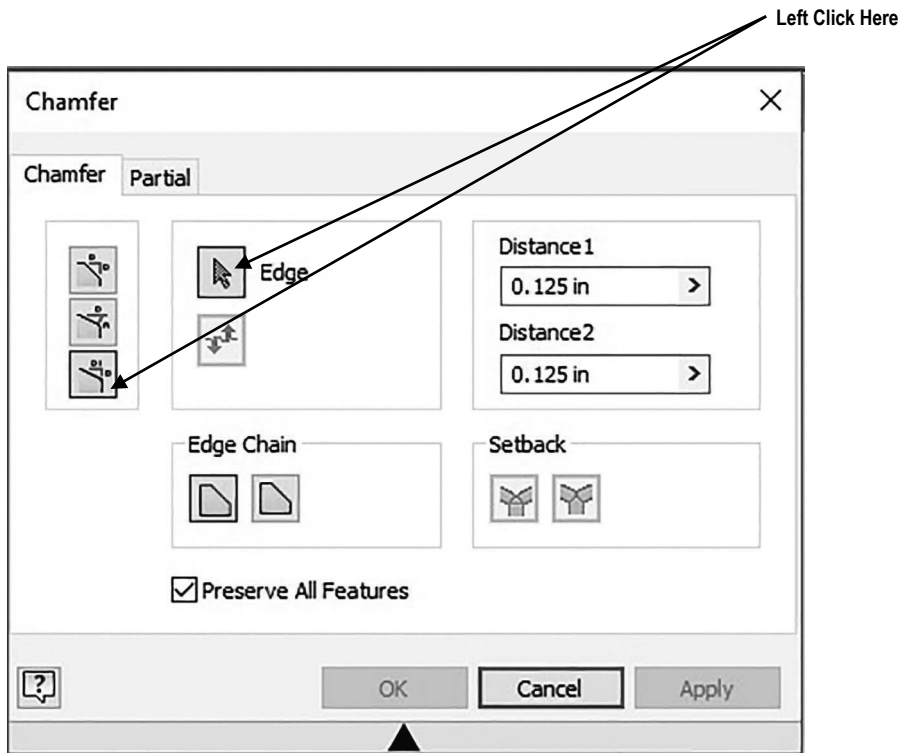 Left Click Here
Chamfer
Chamfer Partial
Edge
Distance1
0.125 in
Distance2
0.125 in
Edge Chain
Setback
Preserve All Features
OK Cancel Apply